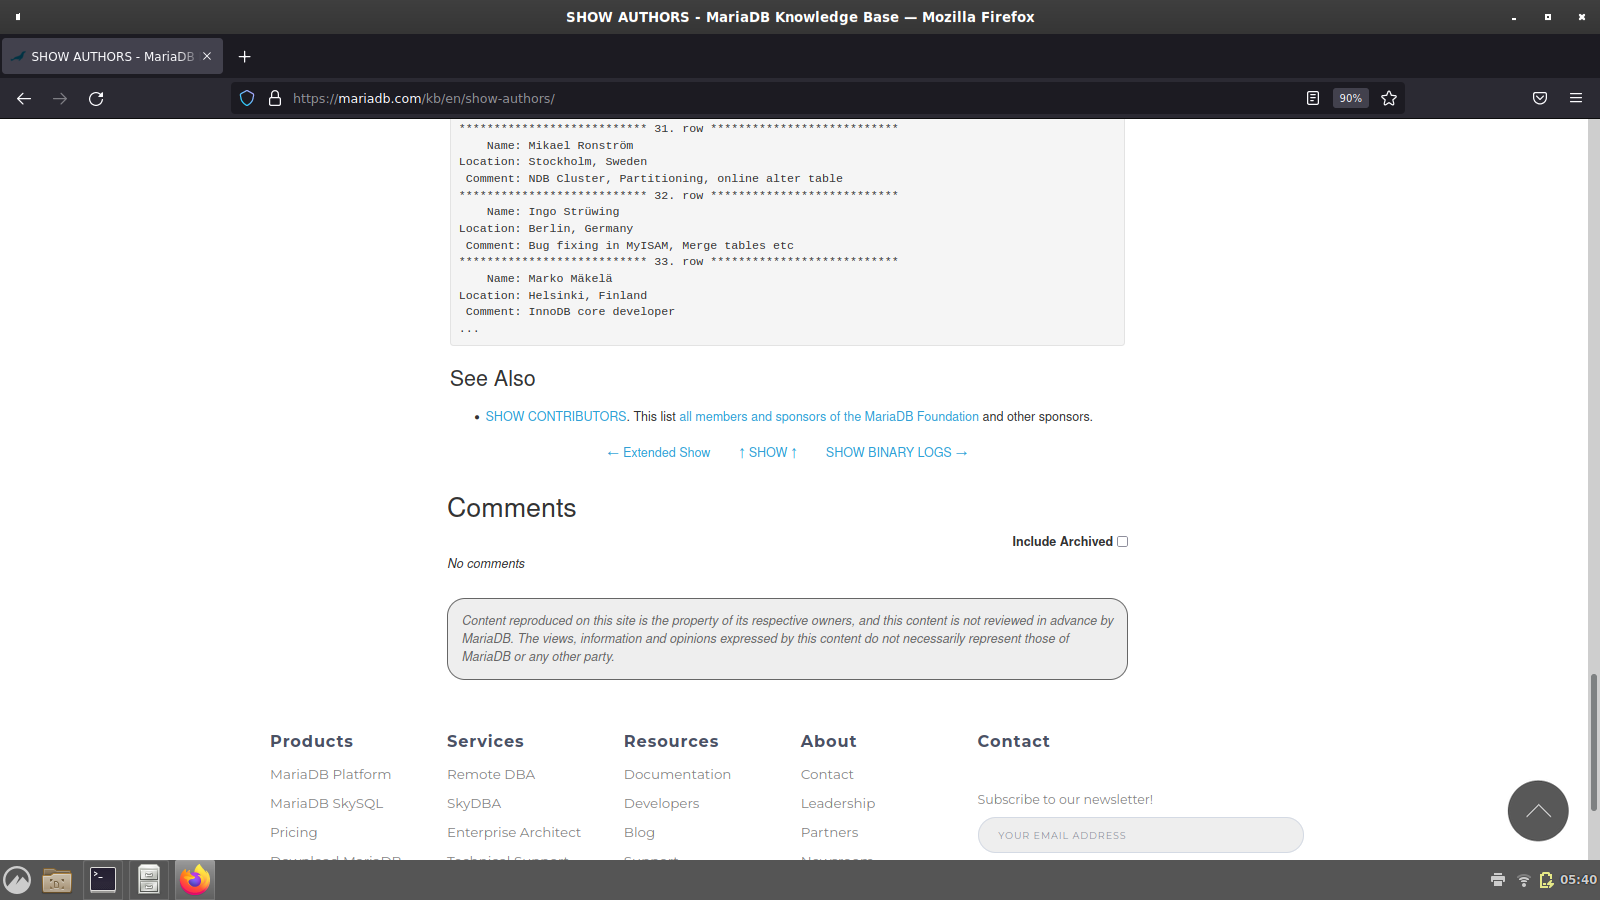 SHOW AUTHORS - MariaDB Knowledge Base — Mozilla Firefox
SHOW AUTHORS - MariaDB
https://mariadb.com/kb/en/show-authors/
90%
*************************** 31. row ***************************
    Name: Mikael Ronström
Location: Stockholm, Sweden
 Comment: NDB Cluster, Partitioning, online alter table
*************************** 32. row ***************************
    Name: Ingo Strüwing
Location: Berlin, Germany
 Comment: Bug fixing in MyISAM, Merge tables etc
*************************** 33. row ***************************
    Name: Marko Mäkelä
Location: Helsinki, Finland
 Comment: InnoDB core developer
...
See Also
• SHOW CONTRIBUTORS. This list all members and sponsors of the MariaDB Foundation and other sponsors.
← Extended Show ↑ SHOW ↑ SHOW BINARY LOGS →
Comments
Include Archived
No comments
Content reproduced on this site is the property of its respective owners, and this content is not reviewed in advance by
MariaDB. The views, information and opinions expressed by this content do not necessarily represent those of
MariaDB or any other party.
Products Services Resources About Contact
MariaDB Platform Remote DBA Documentation Contact
Subscribe to our newsletter!
MariaDB SkySQL SkyDBA Developers Leadership
Pricing Enterprise Architect Blog Partners
YOUR EMAIL ADDRESS
Download MariaDB Technical Support Support Newsroom
05:40